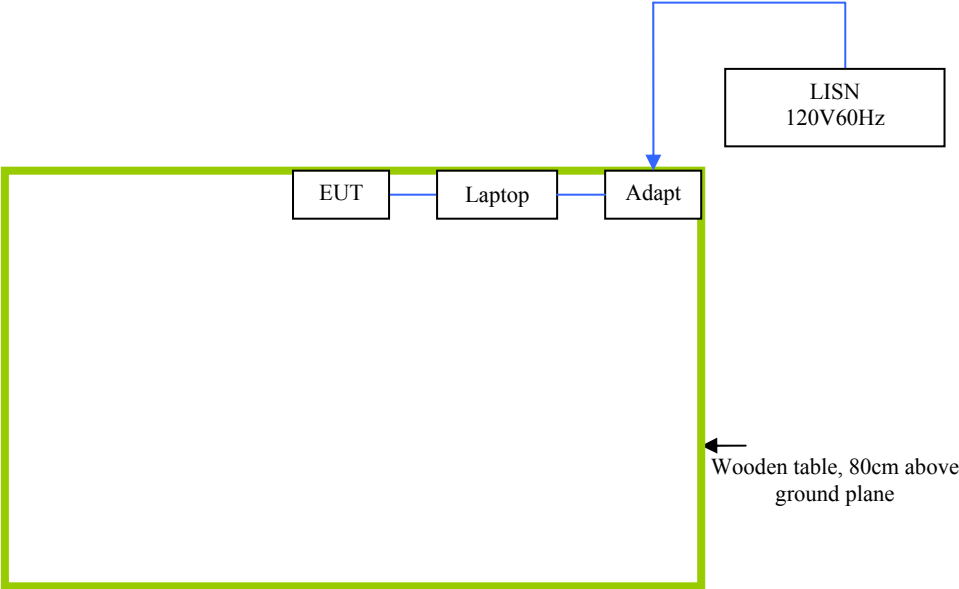 LISN
120V60Hz
EUT
Laptop
Adapt
Wooden table, 80cm above
ground plane